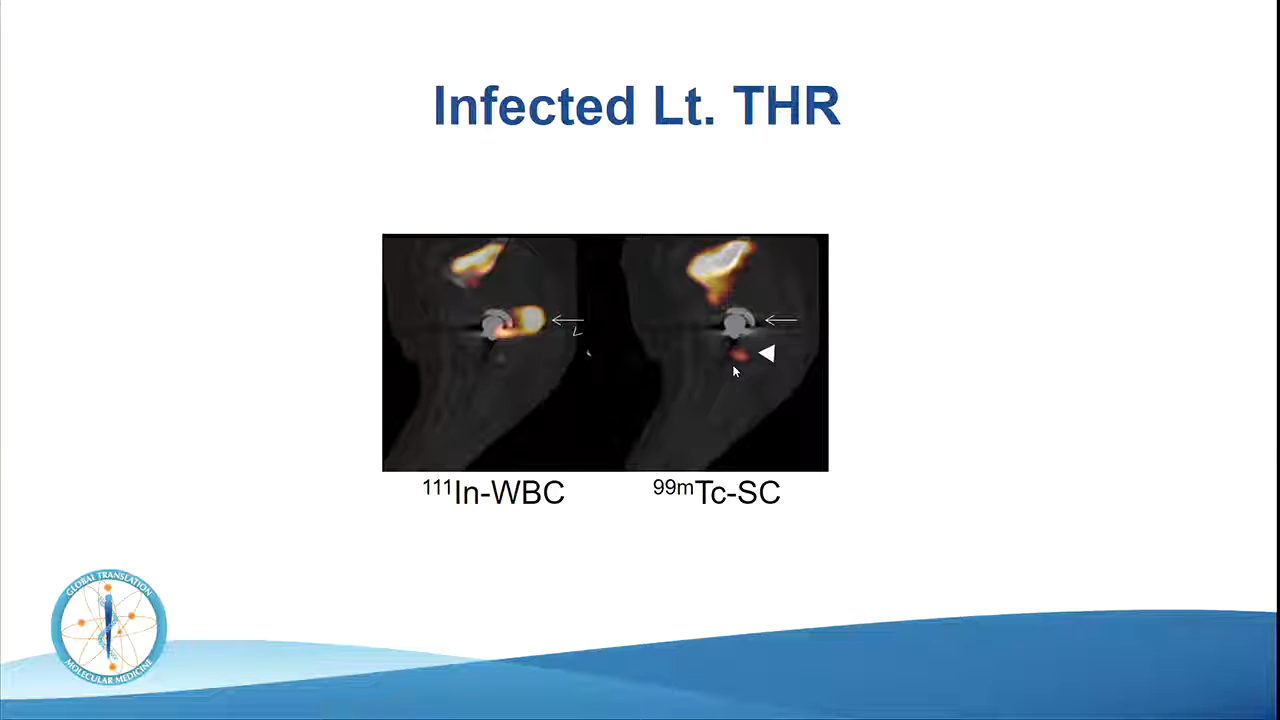 Infected Lt. THR
¹¹¹In-WBC
⁹⁹ᵐTc-SC
GLOBAL TRANSLATION
MOLECULAR MEDICINE